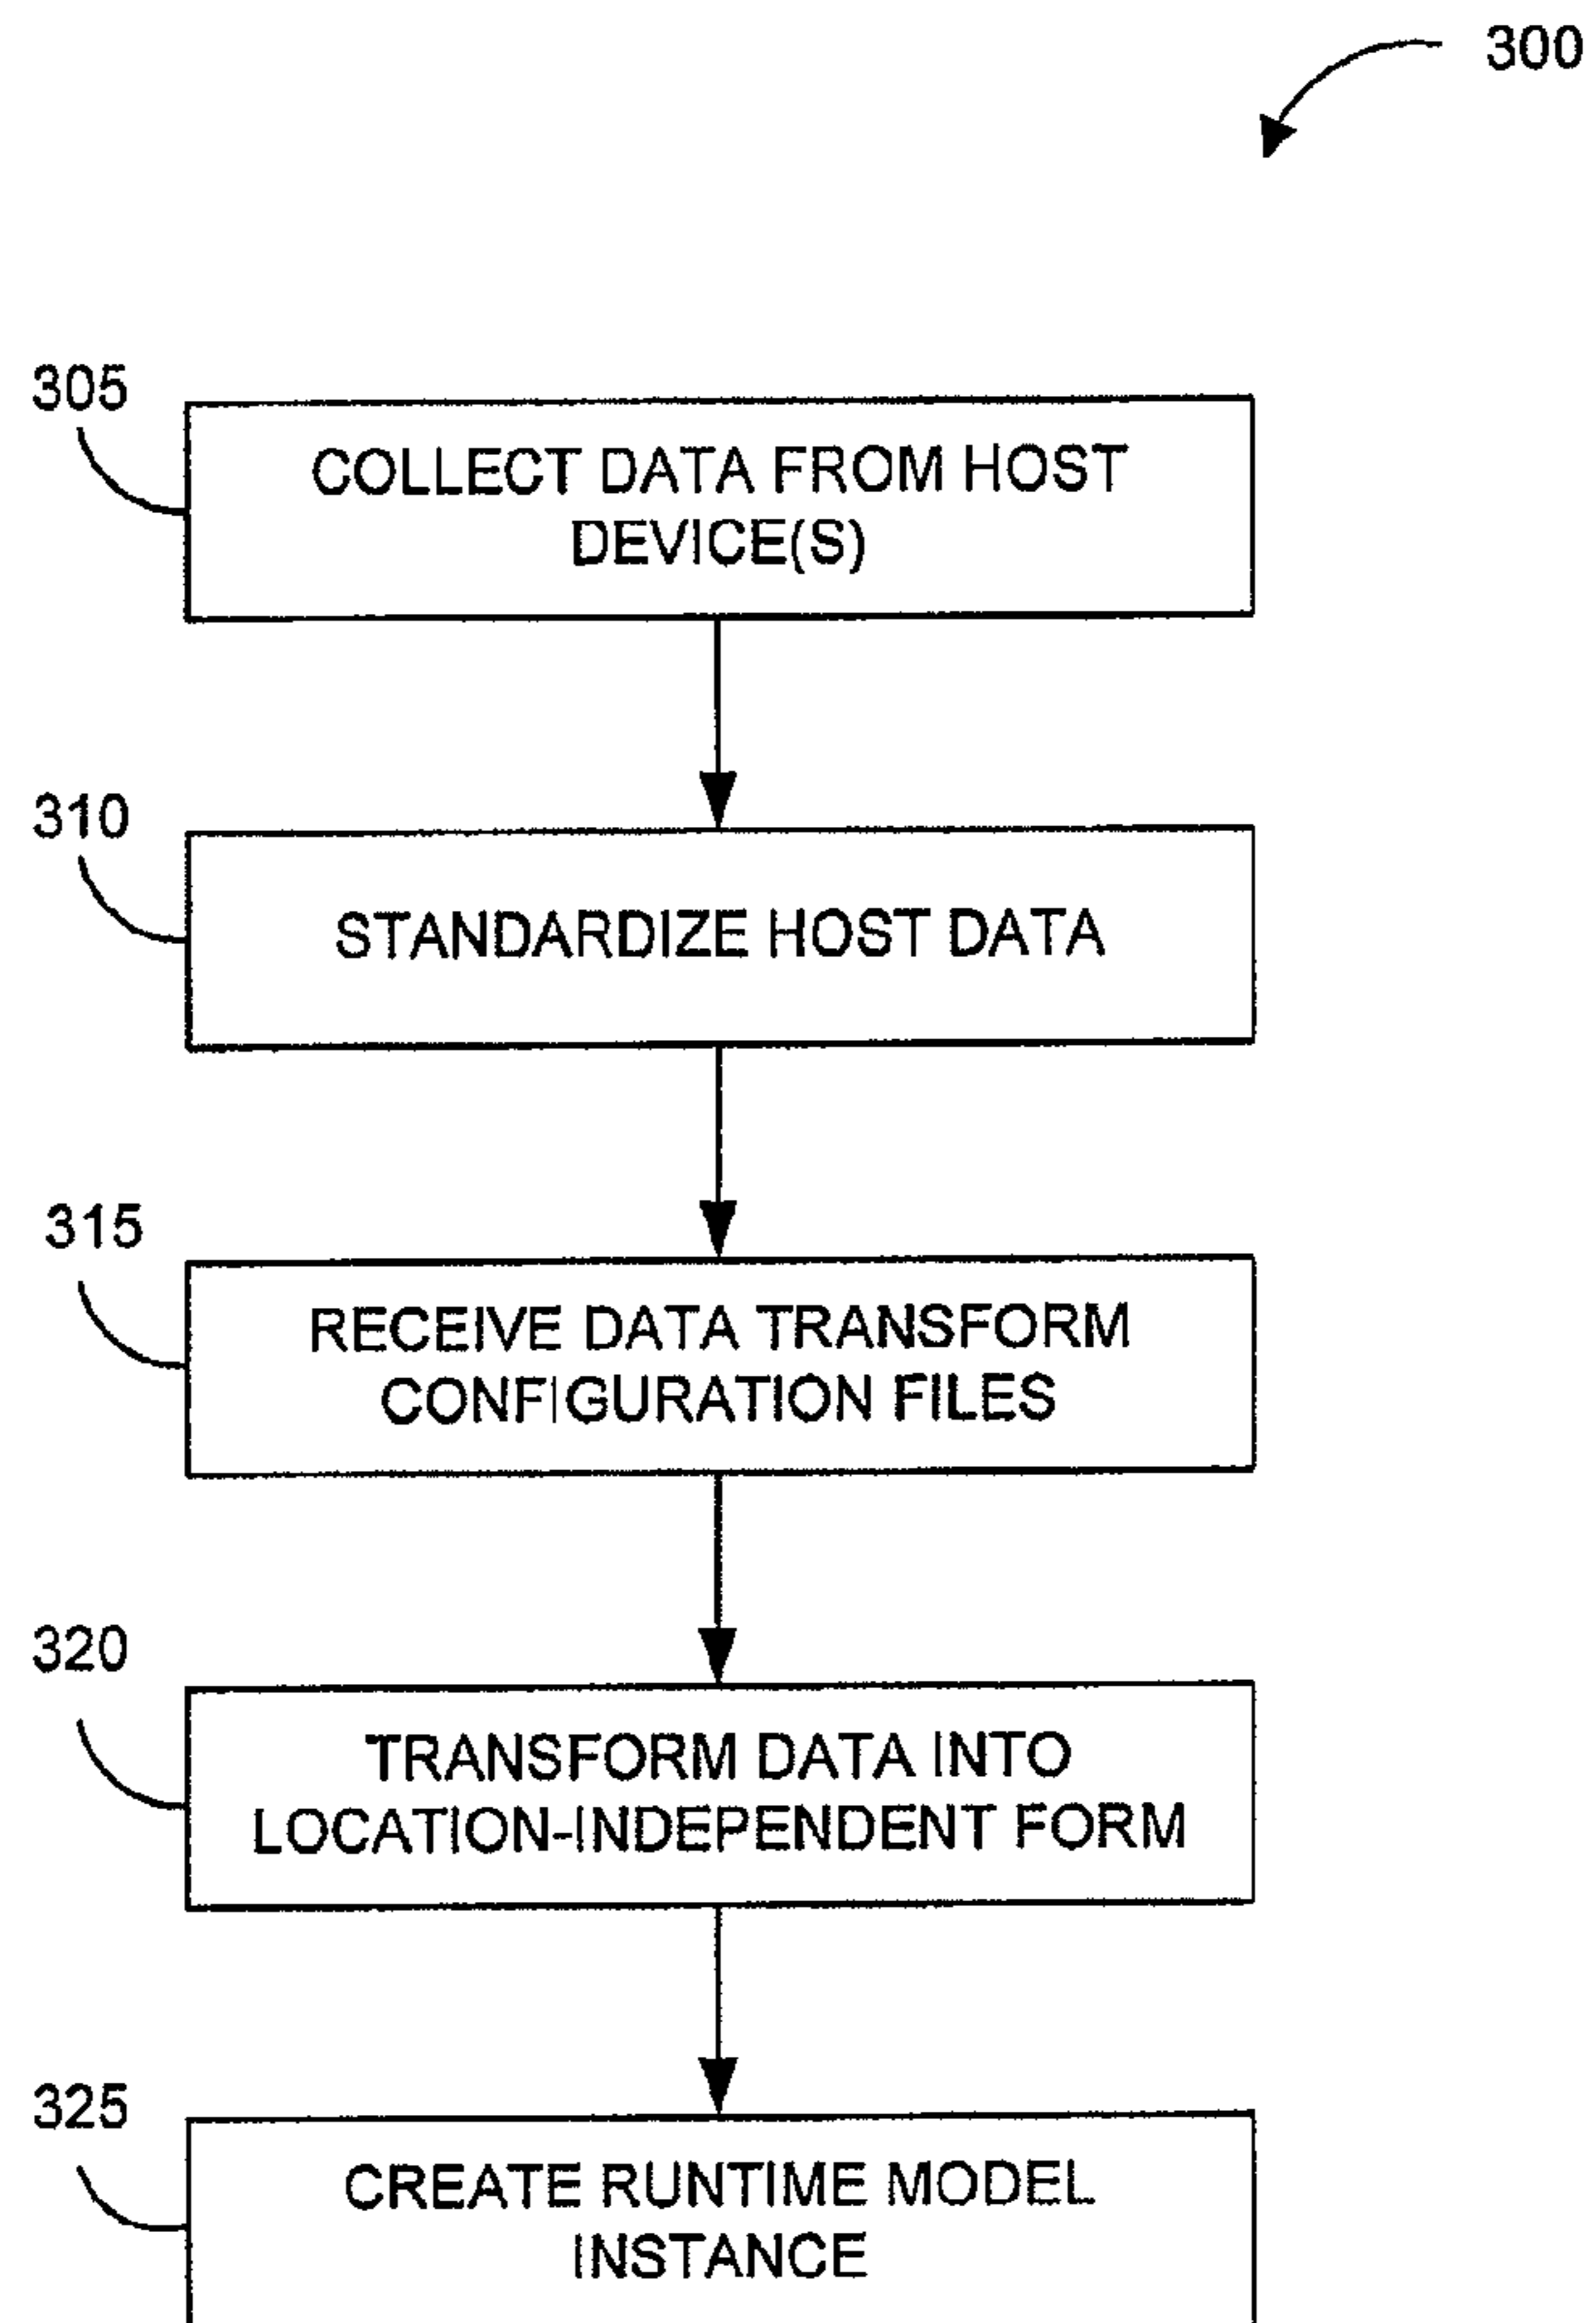 300
305
COLLECT DATA FROM HOST
DEVICE(S)
310
STANDARDIZE HOST DATA
315
RECEIVE DATA TRANSFORM
CONFIGURATION FILES
320
TRANSFORM DATA INTO
LOCATION-INDEPENDENT FORM
325
CREATE RUNTIME MODEL
INSTANCE